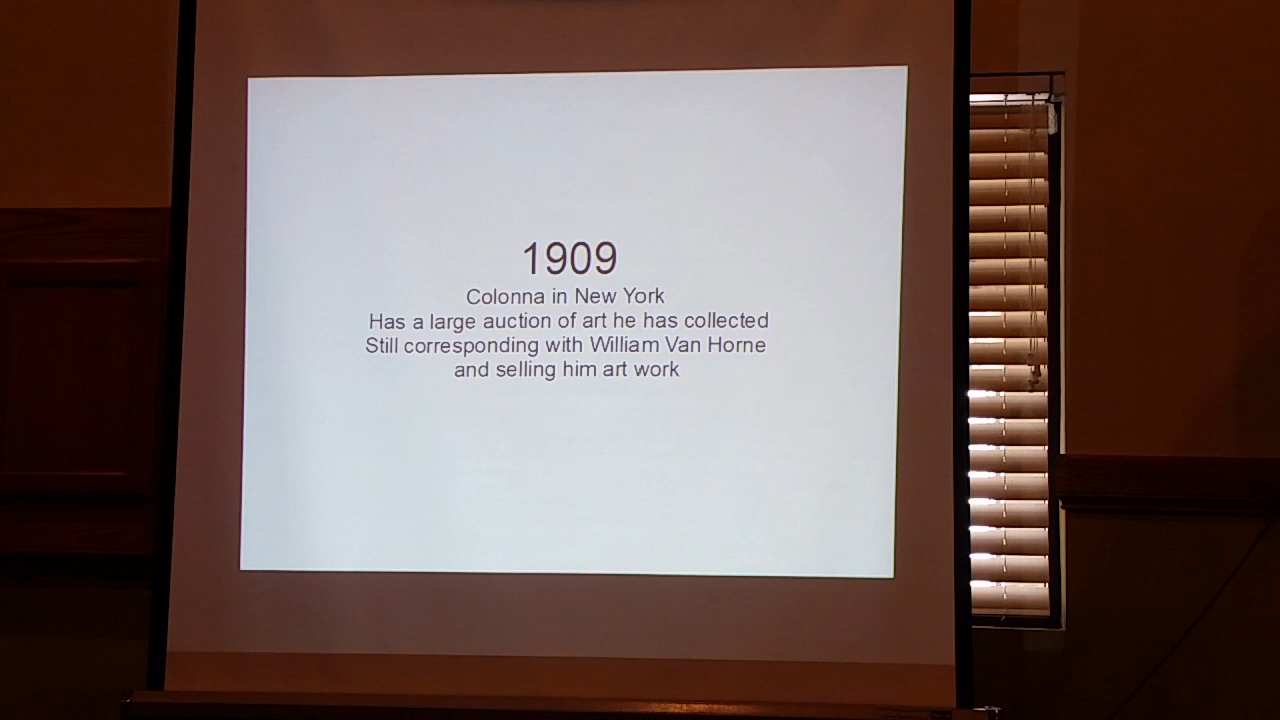 1909
Colonna in New York
Has a large auction of art he has collected
Still corresponding with William Van Horne
and selling him art work